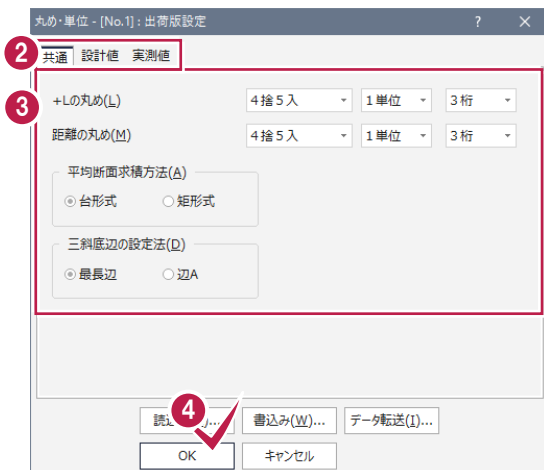 丸め・単位 - [No.1] : 出荷版設定 ? ×
2 共通 設計値 実測値
3
+Lの丸め(L) 4捨5入 1単位 3桁
距離の丸め(M) 4捨5入 1単位 3桁
平均断面求積方法(A)
台形式 矩形式
三斜底辺の設定法(D)
最長辺 辺A
4
書込み(W)... データ転送(I)...
OK キャンセル